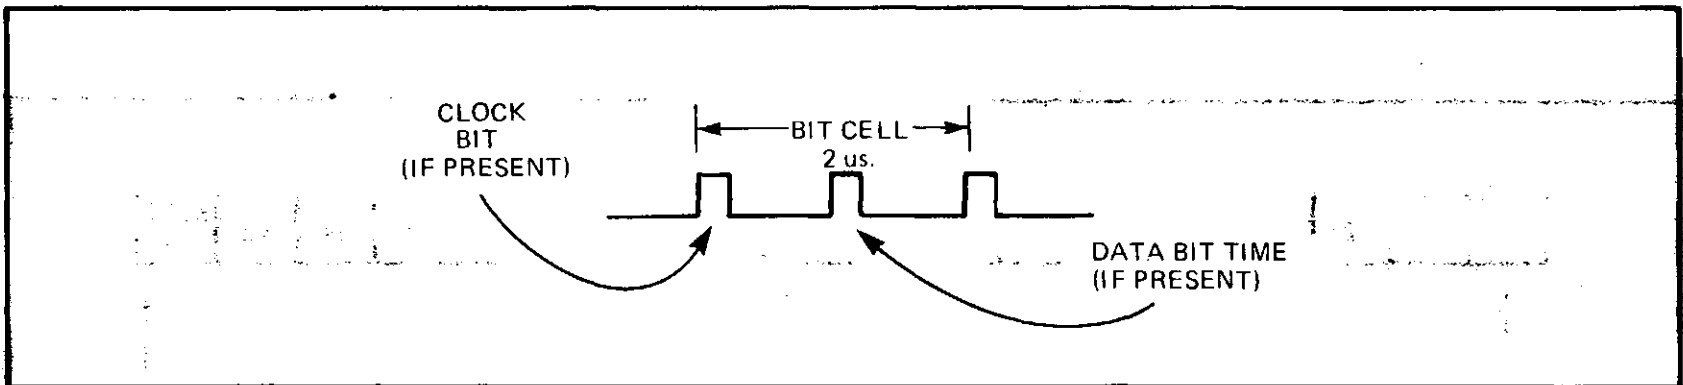 CLOCK
BIT
(IF PRESENT)
BIT CELL
2 us.
DATA BIT TIME
(IF PRESENT)